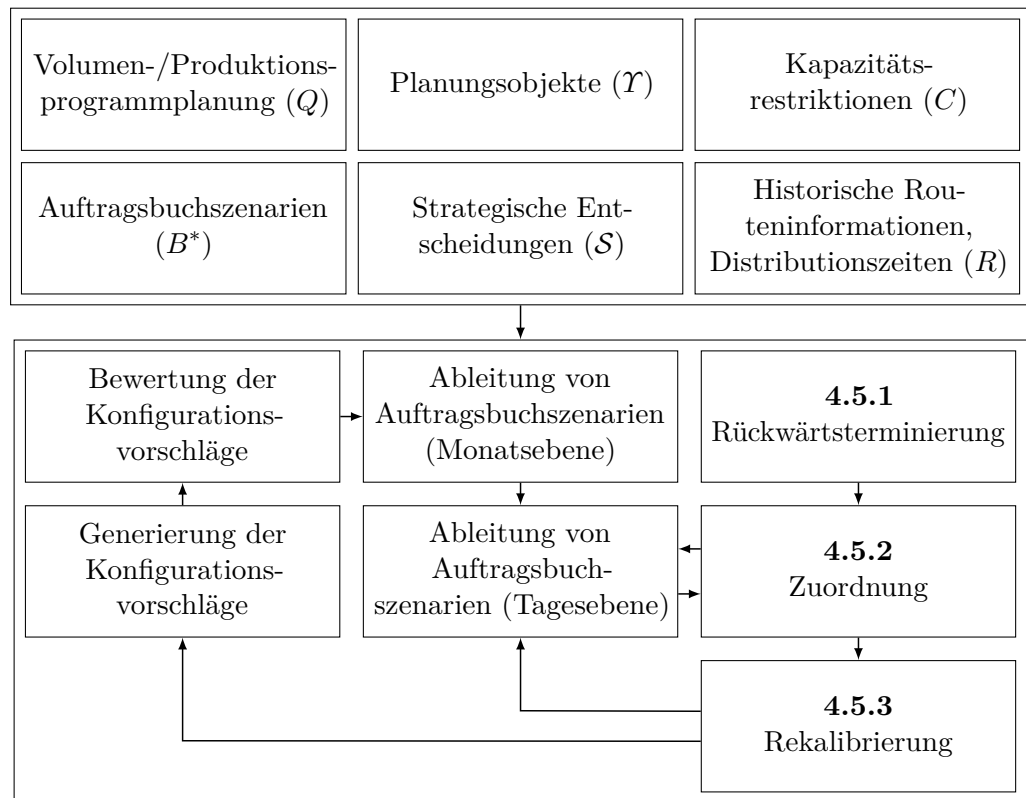 Volumen-/Produktions-
programmplanung (Q)
Planungsobjekte (ϒ)
Kapazitäts-
restriktionen (C)
Auftragsbuchszenarien
(B*)
Strategische Ent-
scheidungen (𝒮)
Historische Rou-
teninformationen,
Distributionszeiten (R)
Bewertung der
Konfigurations-
vorschläge
Ableitung von
Auftragsbuchszenarien
(Monatsebene)
4.5.1
Rückwärtsterminierung
Generierung der
Konfigurations-
vorschläge
Ableitung von
Auftragsbuch-
szenarien (Tagesebene)
4.5.2
Zuordnung
4.5.3
Rekalibrierung